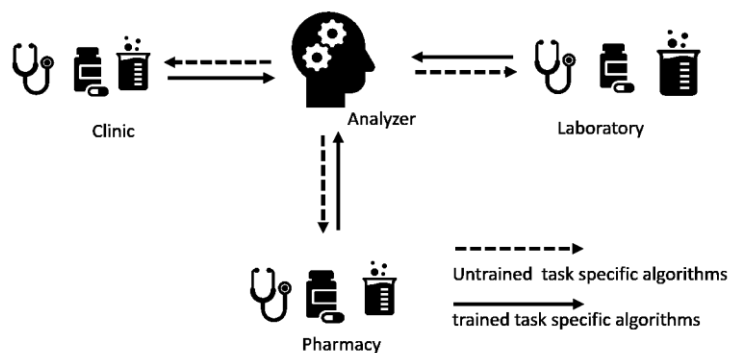 Analyzer
Clinic
Laboratory
Untrained task specific algorithms
trained task specific algorithms
Pharmacy